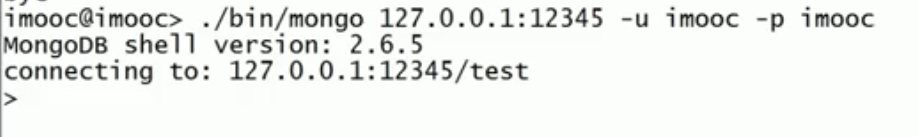 imooc@imooc> ./bin/mongo 127.0.0.1:12345 -u imooc -p imooc
MongoDB shell version: 2.6.5
connecting to: 127.0.0.1:12345/test
>